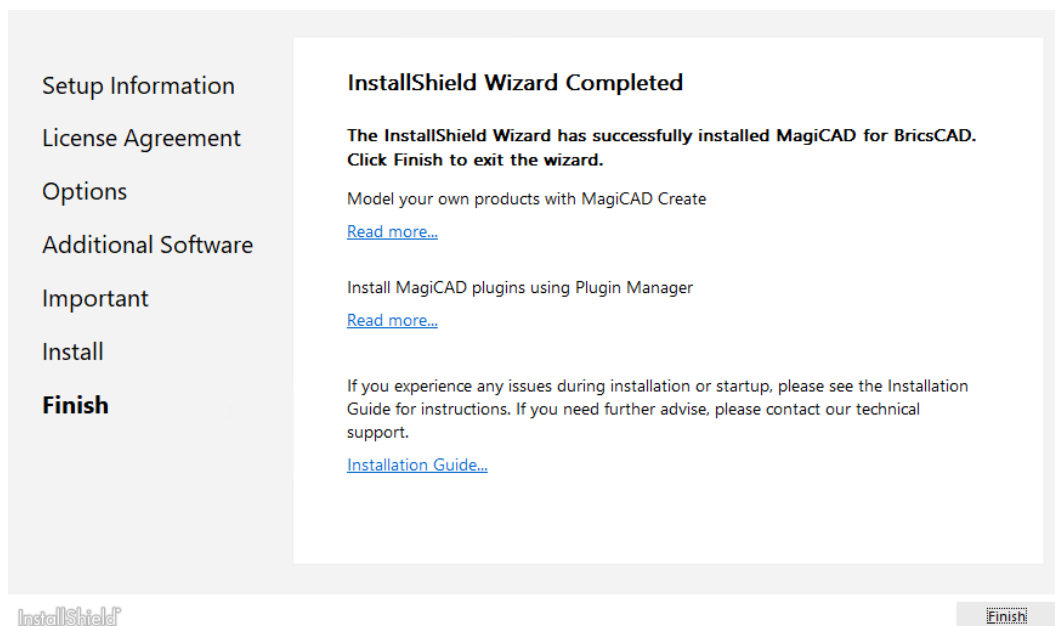 Setup Information
License Agreement
Options
Additional Software
Important
Install
Finish
InstallShield Wizard Completed
The InstallShield Wizard has successfully installed MagiCAD for BricsCAD.
Click Finish to exit the wizard.
Model your own products with MagiCAD Create
Read more...
Install MagiCAD plugins using Plugin Manager
Read more...
If you experience any issues during installation or startup, please see the Installation
Guide for instructions. If you need further advise, please contact our technical
support.
Installation Guide...
InstallShield
Finish